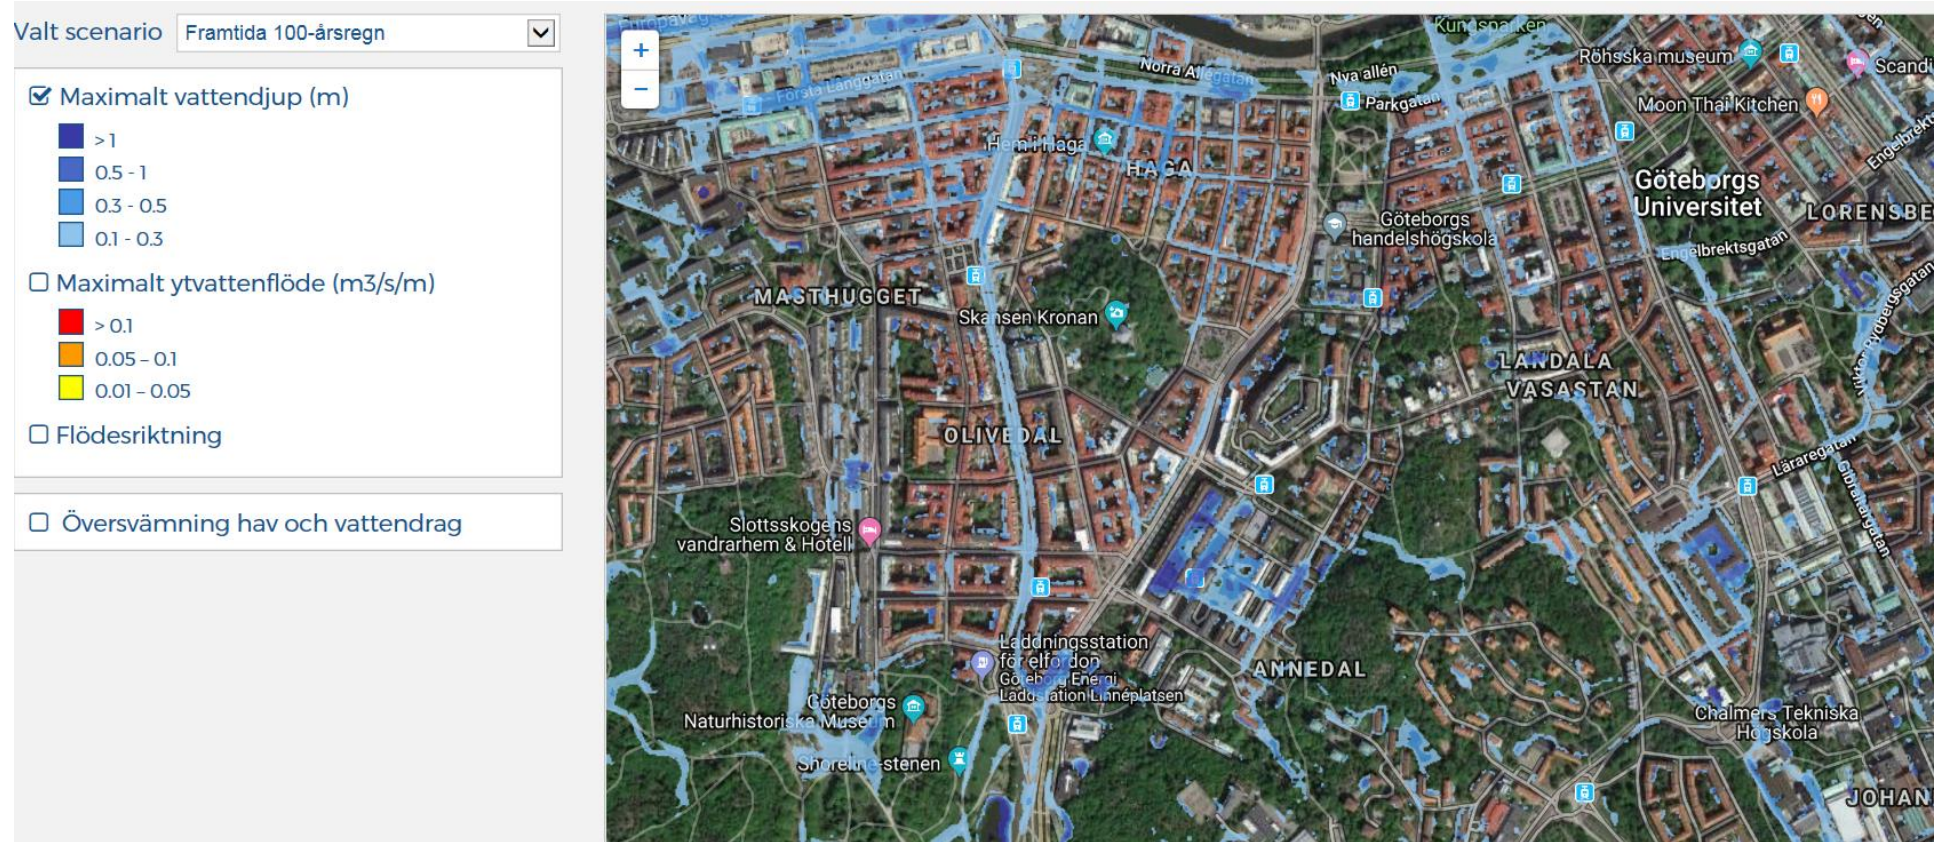 Valt scenario
Framtida 100-årsregn
Maximalt vattendjup (m)
> 1
0.5 - 1
0.3 - 0.5
0.1 - 0.3
Maximalt ytvattenflöde (m3/s/m)
> 0.1
0.05 – 0.1
0.01 – 0.05
Flödesriktning
Översvämning hav och vattendrag
+
−
Kungsparken
Röhsska museum
Norra Allégatan
Nya allén
Parkgatan
Första Långgatan
Moon Thai Kitchen
Hem i Haga
HAGA
Göteborgs
Universitet
Göteborgs
handelshögskola
Engelbrektsgatan
MASTHUGGET
Skansen Kronan
LANDALA
VASASTAN
OLIVEDAL
Läraregatan
Gibraltargatan
Slottsskogens
vandrarhem & Hotell
Laddningsstation
för elfordon
Göteborg Energi
Laddstation Linnéplatsen
ANNEDAL
Göteborgs
Naturhistoriska Museum
Shoreline-stenen
Chalmers Tekniska
Högskola